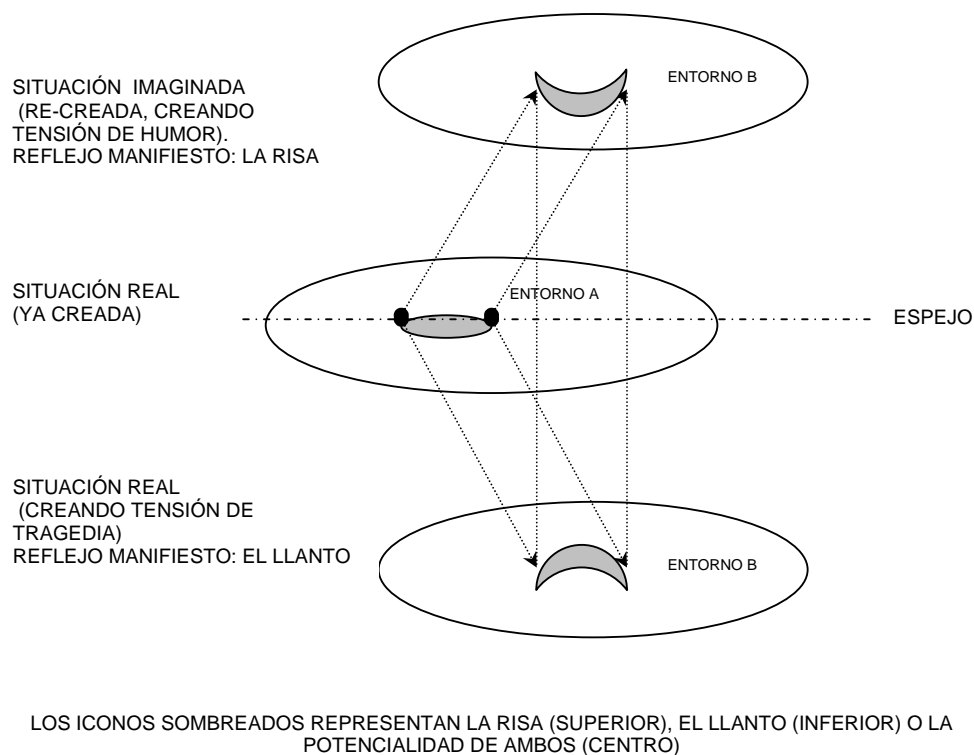 SITUACIÓN IMAGINADA
(RE-CREADA, CREANDO
TENSIÓN DE HUMOR).
REFLEJO MANIFIESTO: LA RISA
ENTORNO B
SITUACIÓN REAL
(YA CREADA)
ENTORNO A
ESPEJO
SITUACIÓN REAL
(CREANDO TENSIÓN DE
TRAGEDIA)
REFLEJO MANIFIESTO: EL LLANTO
ENTORNO B
LOS ICONOS SOMBREADOS REPRESENTAN LA RISA (SUPERIOR), EL LLANTO (INFERIOR) O LA
POTENCIALIDAD DE AMBOS (CENTRO)